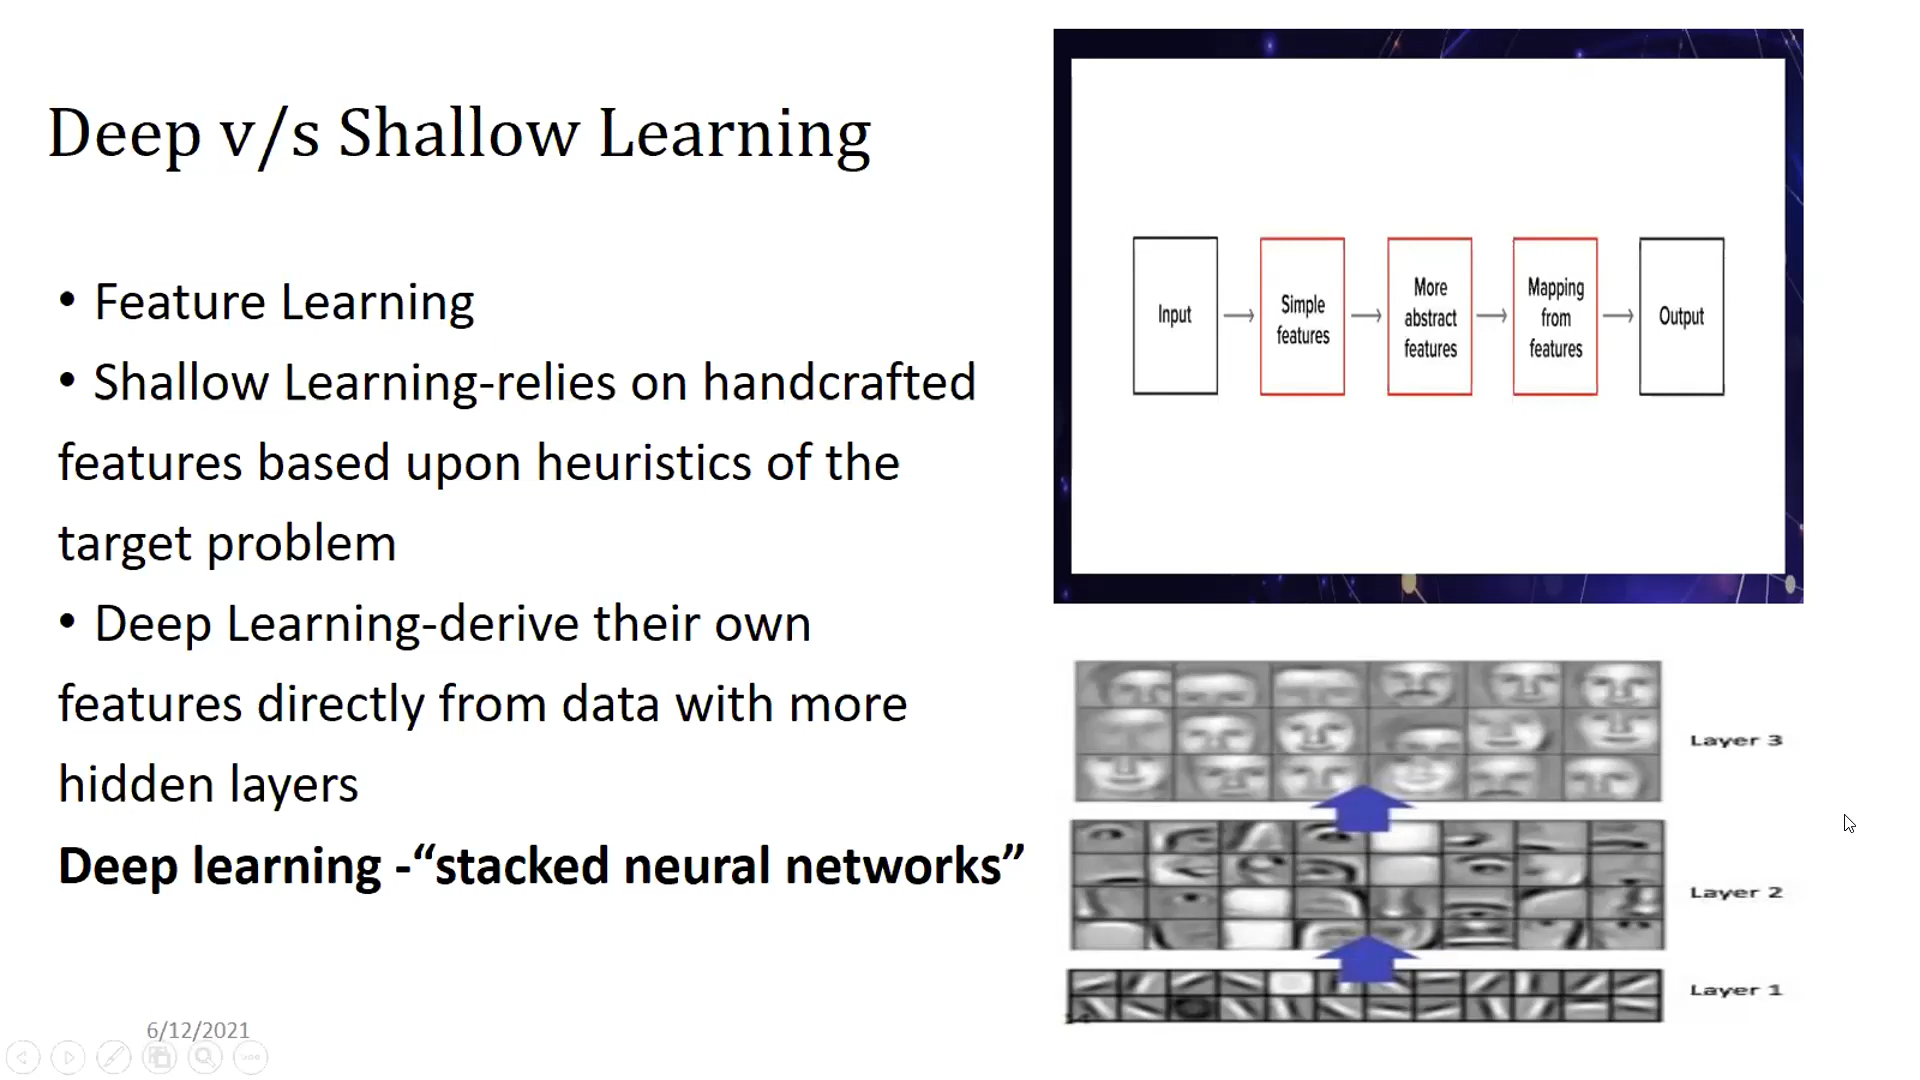 Deep v/s Shallow Learning
• Feature Learning
• Shallow Learning-relies on handcrafted
features based upon heuristics of the
target problem
• Deep Learning-derive their own
features directly from data with more
hidden layers
Deep learning -“stacked neural networks”
Input
Simple
features
More
abstract
features
Mapping
from
features
Output
Layer 3
Layer 2
Layer 1
14
6/12/2021